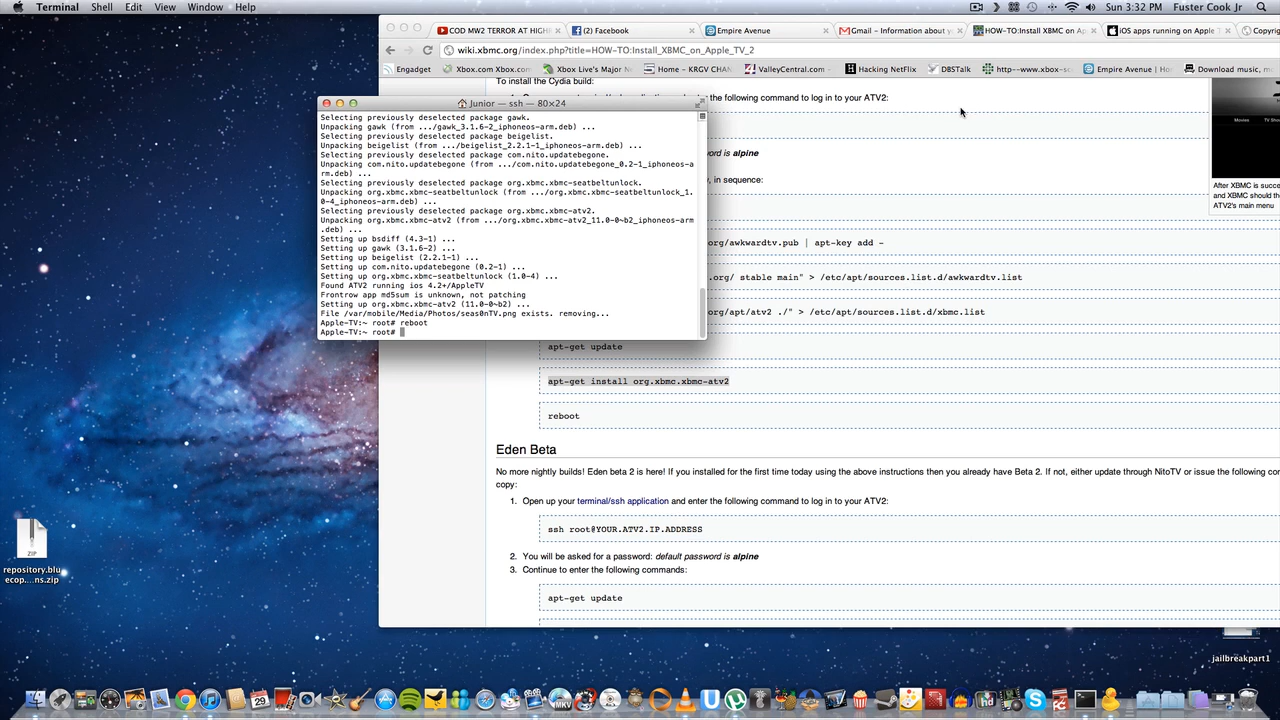 Terminal Shell Edit View Window Help
Sun 3:32 PM Fuster Cook Jr
COD MW2 TERROR AT HIGH
(2) Facebook
Empire Avenue
Gmail – Information about y
HOW-TO:Install XBMC on Ap
iOS apps running on Apple T
Copyrig
wiki.xbmc.org/index.php?title=HOW-TO:Install_XBMC_on_Apple_TV_2
Engadget
Xbox.com Xbox.com...
Xbox Live's Major Ne
Home - KRGV CHAN
ValleyCentral.com -
Hacking NetFlix
DBSTalk
http--www.xbox-sc
Empire Avenue | Ho
Download music, m
To install the Cydia build:
the following command to log in to your ATV2:
Junior — ssh — 80×24
Selecting previously deselected package gawk.
Unpacking gawk (from .../gawk_3.1.6-2_iphoneos-arm.deb) ...
Selecting previously deselected package beigelist.
Unpacking beigelist (from .../beigelist_2.2.1-1_iphoneos-arm.deb) ...
Selecting previously deselected package com.nito.updatebegone.
Unpacking com.nito.updatebegone (from .../com.nito.updatebegone_0.2-1_iphoneos-a
rm.deb) ...
Selecting previously deselected package org.xbmc.xbmc-seatbeltunlock.
Unpacking org.xbmc.xbmc-seatbeltunlock (from .../org.xbmc.xbmc-seatbeltunlock_1.
0-4_iphoneos-arm.deb) ...
Selecting previously deselected package org.xbmc.xbmc-atv2.
Unpacking org.xbmc.xbmc-atv2 (from .../org.xbmc.xbmc-atv2_11.0-0~b2_iphoneos-arm
.deb) ...
Setting up bsdiff (4.3-1) ...
Setting up gawk (3.1.6-2) ...
Setting up beigelist (2.2.1-1) ...
Setting up com.nito.updatebegone (0.2-1) ...
Setting up org.xbmc.xbmc-seatbeltunlock (1.0-4) ...
Found ATV2 running ios 4.2+/AppleTV
Frontrow app md5sum is unknown, not patching
Setting up org.xbmc.xbmc-atv2 (11.0-0~b2) ...
File /var/mobile/Media/Photos/seas0nTV.png exists. removing...
Apple-TV:~ root# reboot
Apple-TV:~ root#
rd is alpine
, in sequence:
org/awkwardtv.pub | apt-key add -
.org/ stable main" > /etc/apt/sources.list.d/awkwardtv.list
org/apt/atv2 ./" > /etc/apt/sources.list.d/xbmc.list
apt-get update
apt-get install org.xbmc.xbmc-atv2
reboot
Movies TV Sho
After XBMC is succe
and XBMC should the
ATV2's main menu
Eden Beta
No more nightly builds! Eden beta 2 is here! If you installed for the first time today using the above instructions then you already have Beta 2. If not, either update through NitoTV or issue the following co
copy:
1. Open up your terminal/ssh application and enter the following command to log in to your ATV2:
ssh root@YOUR.ATV2.IP.ADDRESS
2. You will be asked for a password: default password is alpine
3. Continue to enter the following commands:
apt-get update
ZIP
repository.blu
ecop....ns.zip
jailbreakpart1